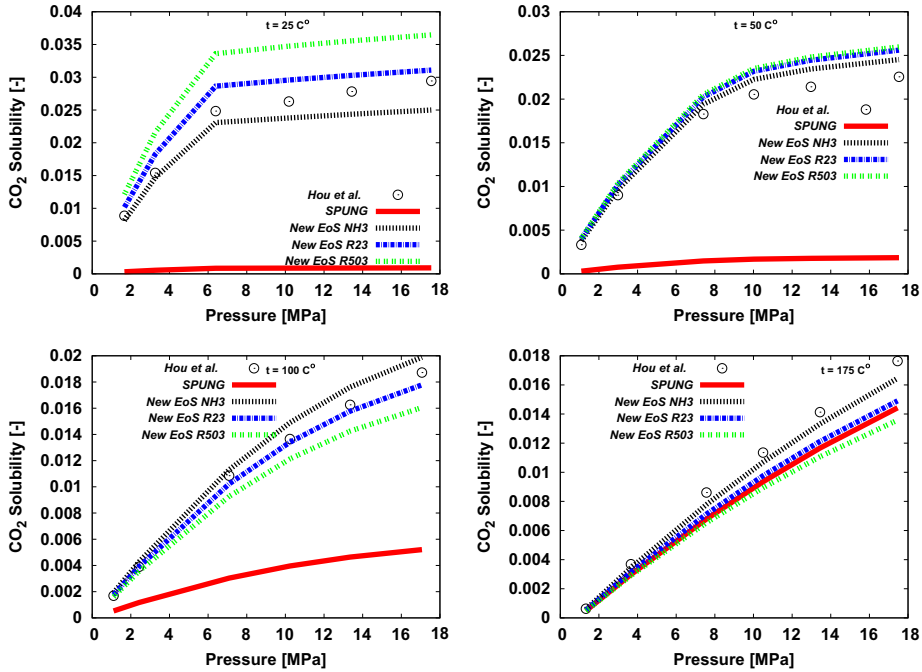 t = 25 C°
CO2 Solubility [-]
0.04
0.035
0.03
0.025
0.02
0.015
0.01
0.005
0
Hou et al.
SPUNG
New EoS NH3
New EoS R23
New EoS R503
0 2 4 6 8 10 12 14 16 18
Pressure [MPa]
t = 50 C°
CO2 Solubility [-]
0.03
0.025
0.02
0.015
0.01
0.005
0
Hou et al.
SPUNG
New EoS NH3
New EoS R23
New EoS R503
0 2 4 6 8 10 12 14 16 18
Pressure [MPa]
t = 100 C°
CO2 Solubility [-]
0.02
0.018
0.016
0.014
0.012
0.01
0.008
0.006
0.004
0.002
0
Hou et al.
SPUNG
New EoS NH3
New EoS R23
New EoS R503
0 2 4 6 8 10 12 14 16 18
Pressure [MPa]
t = 175 C°
CO2 Solubility [-]
0.018
0.016
0.014
0.012
0.01
0.008
0.006
0.004
0.002
0
Hou et al.
SPUNG
New EoS NH3
New EoS R23
New EoS R503
0 2 4 6 8 10 12 14 16 18
Pressure [MPa]